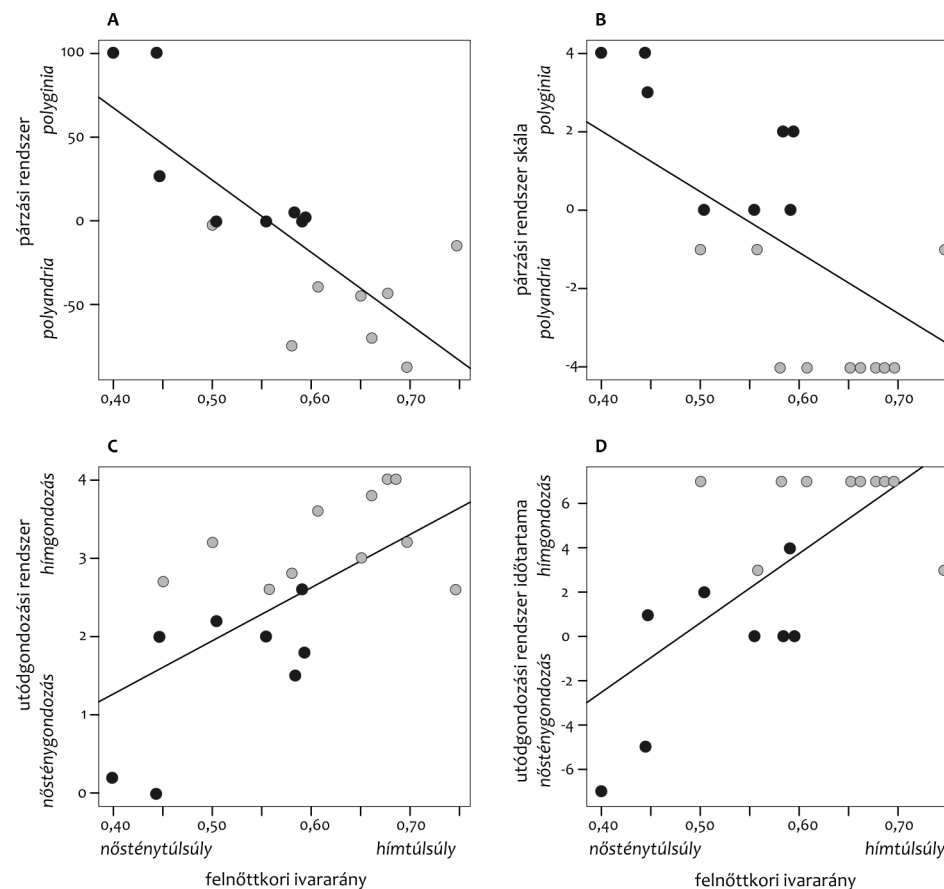 A
párzási rendszer
polyandria
polyginia
100
50
0
-50
0,40
0,50
0,60
0,70
B
párzási rendszer skála
polyandria
polyginia
4
2
0
-2
-4
0,40
0,50
0,60
0,70
C
utódgondozási rendszer
nősténygondozás
hímgondozás
4
3
2
1
0
0,40
0,50
0,60
0,70
nősténytúlsúly
hímtúlsúly
felnőttkori ivararány
D
utódgondozási rendszer időtartama
nősténygondozás
hímgondozás
6
4
2
0
-2
-4
-6
0,40
0,50
0,60
0,70
nősténytúlsúly
hímtúlsúly
felnőttkori ivararány